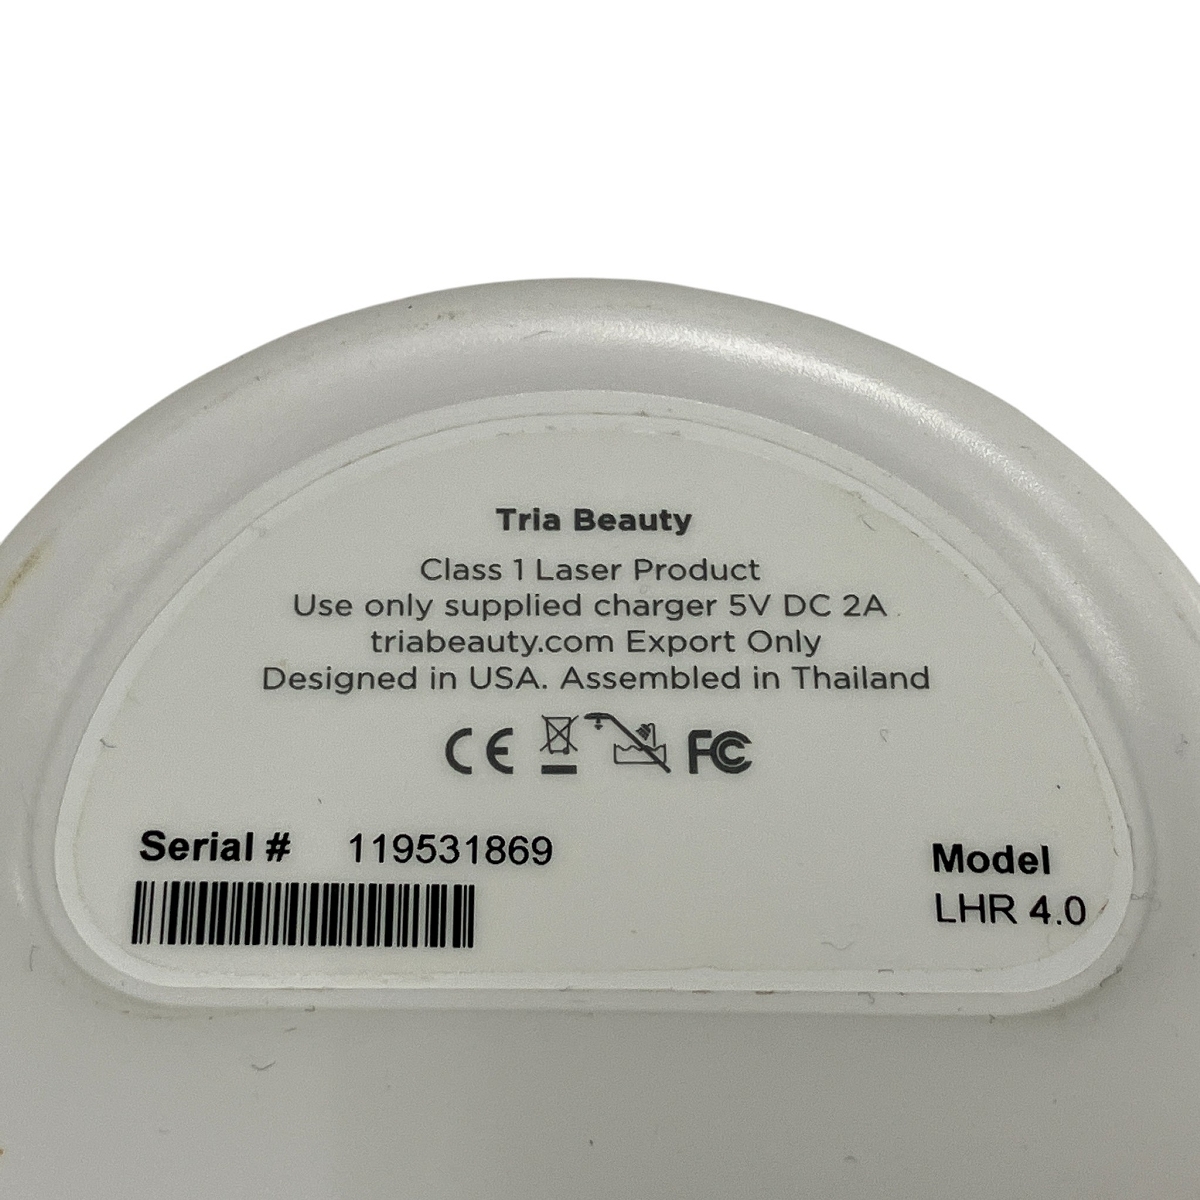 Tria Beauty
Class 1 Laser Product
Use only supplied charger 5V DC 2A
triabeauty.com Export Only
Designed in USA. Assembled in Thailand
CE FC
Serial # 119531869
Model
LHR 4.0